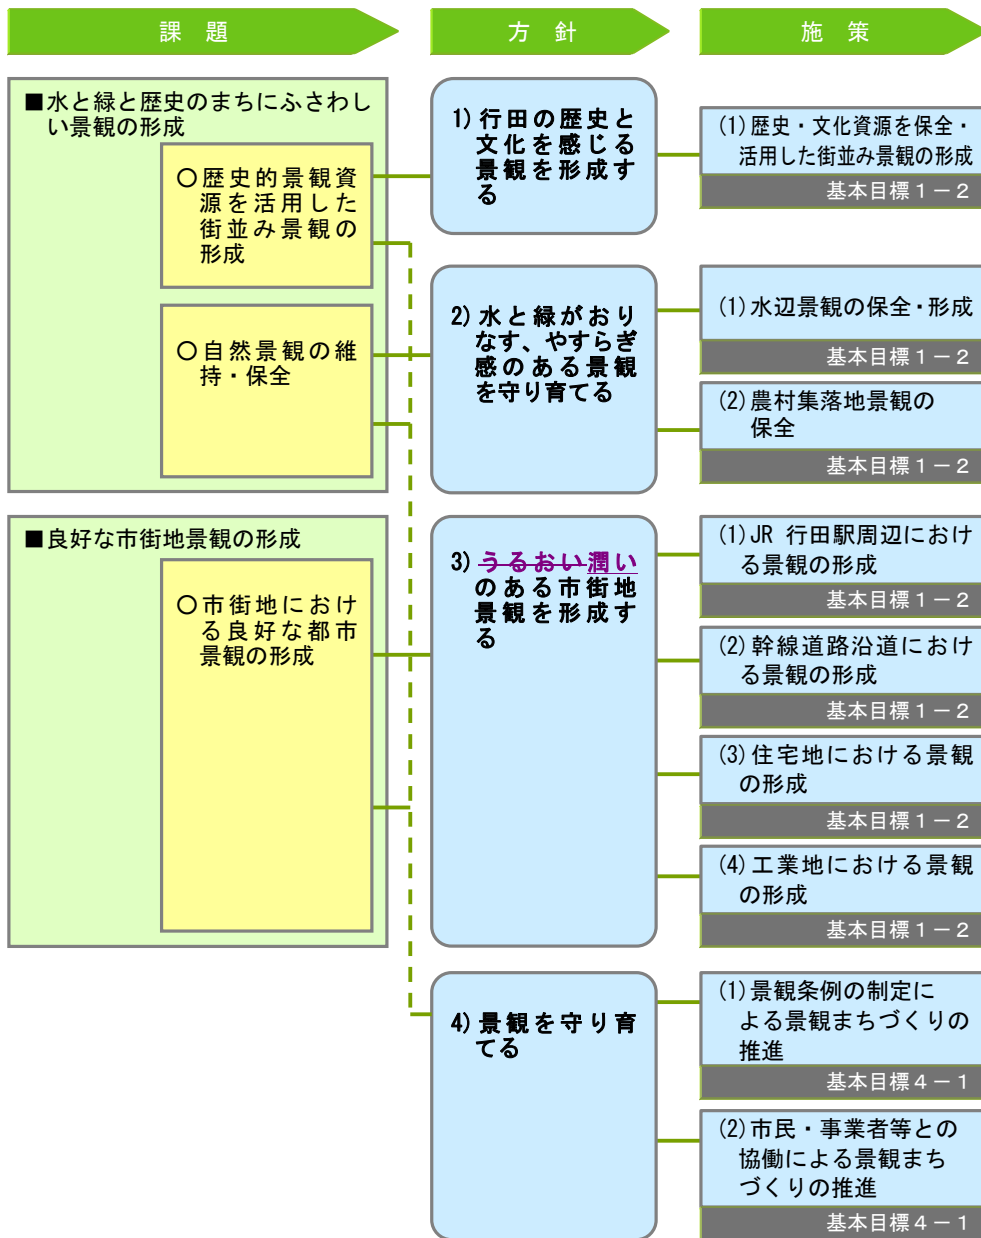 課 題
方 針
施 策
■水と緑と歴史のまちにふさわし
い景観の形成
〇歴史的景観資
源を活用した
街並み景観の
形成
〇自然景観の維
持・保全
■良好な市街地景観の形成
〇市街地におけ
る良好な都市
景観の形成
1) 行田の歴史と
文化を感じる
景観を形成す
る
2) 水と緑がおり
なす、やすらぎ
感のある景観
を守り育てる
3) うるおい潤い
のある市街地
景観を形成す
る
4) 景観を守り育
てる
(1) 歴史・文化資源を保全・
活用した街並み景観の形成
基本目標1－2
(1) 水辺景観の保全・形成
基本目標1－2
(2) 農村集落地景観の
保全
基本目標1－2
(1) JR 行田駅周辺におけ
る景観の形成
基本目標1－2
(2) 幹線道路沿道におけ
る景観の形成
基本目標1－2
(3) 住宅地における景観
の形成
基本目標1－2
(4) 工業地における景観
の形成
基本目標1－2
(1) 景観条例の制定に
よる景観まちづくりの
推進
基本目標4－1
(2) 市民・事業者等との
協働による景観まち
づくりの推進
基本目標4－1